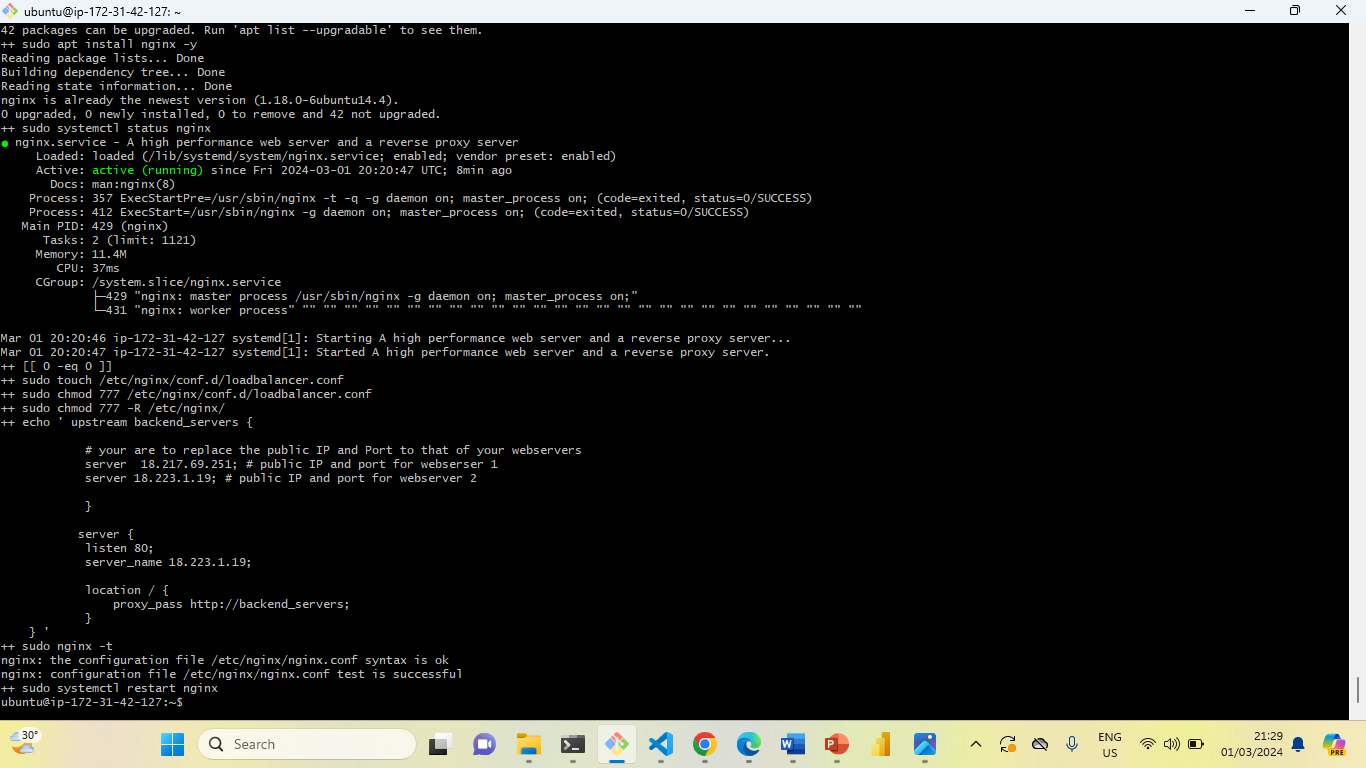 ubuntu@ip-172-31-42-127: ~
42 packages can be upgraded. Run 'apt list --upgradable' to see them.
++ sudo apt install nginx -y
Reading package lists... Done
Building dependency tree... Done
Reading state information... Done
nginx is already the newest version (1.18.0-6ubuntu14.4).
0 upgraded, 0 newly installed, 0 to remove and 42 not upgraded.
++ sudo systemctl status nginx
● nginx.service - A high performance web server and a reverse proxy server
     Loaded: loaded (/lib/systemd/system/nginx.service; enabled; vendor preset: enabled)
     Active: active (running) since Fri 2024-03-01 20:20:47 UTC; 8min ago
       Docs: man:nginx(8)
    Process: 357 ExecStartPre=/usr/sbin/nginx -t -q -g daemon on; master_process on; (code=exited, status=0/SUCCESS)
    Process: 412 ExecStart=/usr/sbin/nginx -g daemon on; master_process on; (code=exited, status=0/SUCCESS)
   Main PID: 429 (nginx)
      Tasks: 2 (limit: 1121)
     Memory: 11.4M
        CPU: 37ms
     CGroup: /system.slice/nginx.service
             ├─429 "nginx: master process /usr/sbin/nginx -g daemon on; master_process on;"
             └─431 "nginx: worker process" "" "" "" "" "" "" "" "" "" "" "" "" "" "" "" "" "" "" "" "" "" "" "" "" "" "" ""
Mar 01 20:20:46 ip-172-31-42-127 systemd[1]: Starting A high performance web server and a reverse proxy server...
Mar 01 20:20:47 ip-172-31-42-127 systemd[1]: Started A high performance web server and a reverse proxy server.
++ [[ 0 -eq 0 ]]
++ sudo touch /etc/nginx/conf.d/loadbalancer.conf
++ sudo chmod 777 /etc/nginx/conf.d/loadbalancer.conf
++ sudo chmod 777 -R /etc/nginx/
++ echo ' upstream backend_servers {
            # your are to replace the public IP and Port to that of your webservers
            server  18.217.69.251; # public IP and port for webserser 1
            server 18.223.1.19; # public IP and port for webserver 2
            }
           server {
            listen 80;
            server_name 18.223.1.19;
            location / {
                proxy_pass http://backend_servers;
            }
    } '
++ sudo nginx -t
nginx: the configuration file /etc/nginx/nginx.conf syntax is ok
nginx: configuration file /etc/nginx/nginx.conf test is successful
++ sudo systemctl restart nginx
ubuntu@ip-172-31-42-127:~$
30°
Search
ENG
US
21:29
01/03/2024
PRE